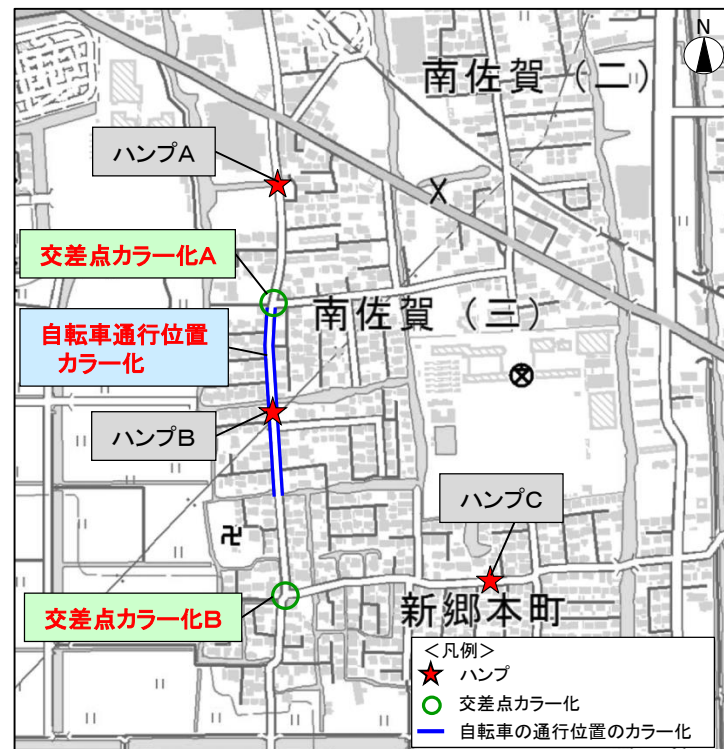 N
南佐賀（二）
ハンプA
交差点カラー化A
南佐賀（三）
自転車通行位置
カラー化
ハンプB
ハンプC
交差点カラー化B
新郷本町
＜凡例＞
ハンプ
交差点カラー化
自転車の通行位置のカラー化